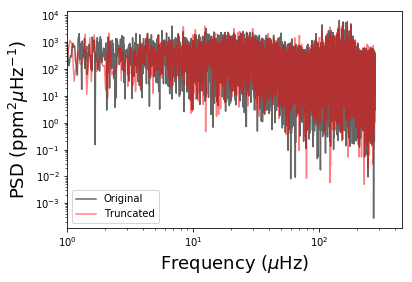 10⁴
10³
10²
10¹
10⁰
10⁻¹
10⁻²
10⁻³
PSD (ppm²μHz⁻¹)
Original
Truncated
10⁰ 10¹ 10²
Frequency (μHz)